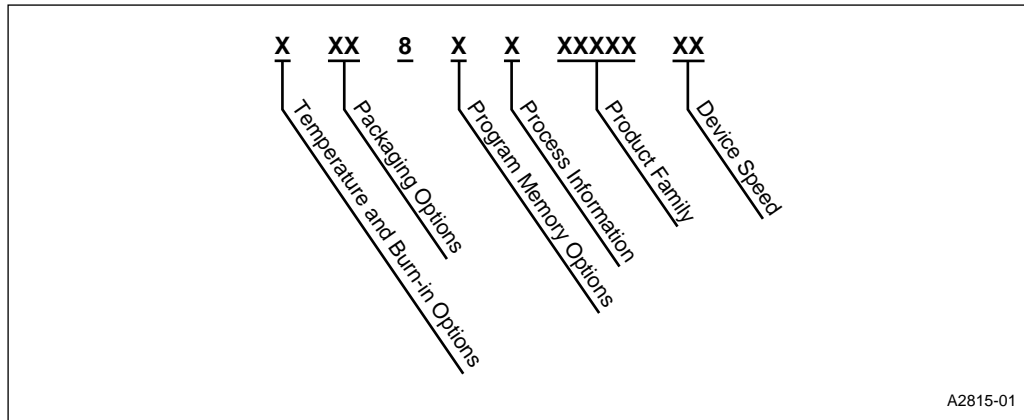 X XX 8 X X XXXXX XX
Temperature and Burn-in Options
Packaging Options
Program Memory Options
Process Information
Product Family
Device Speed
A2815-01